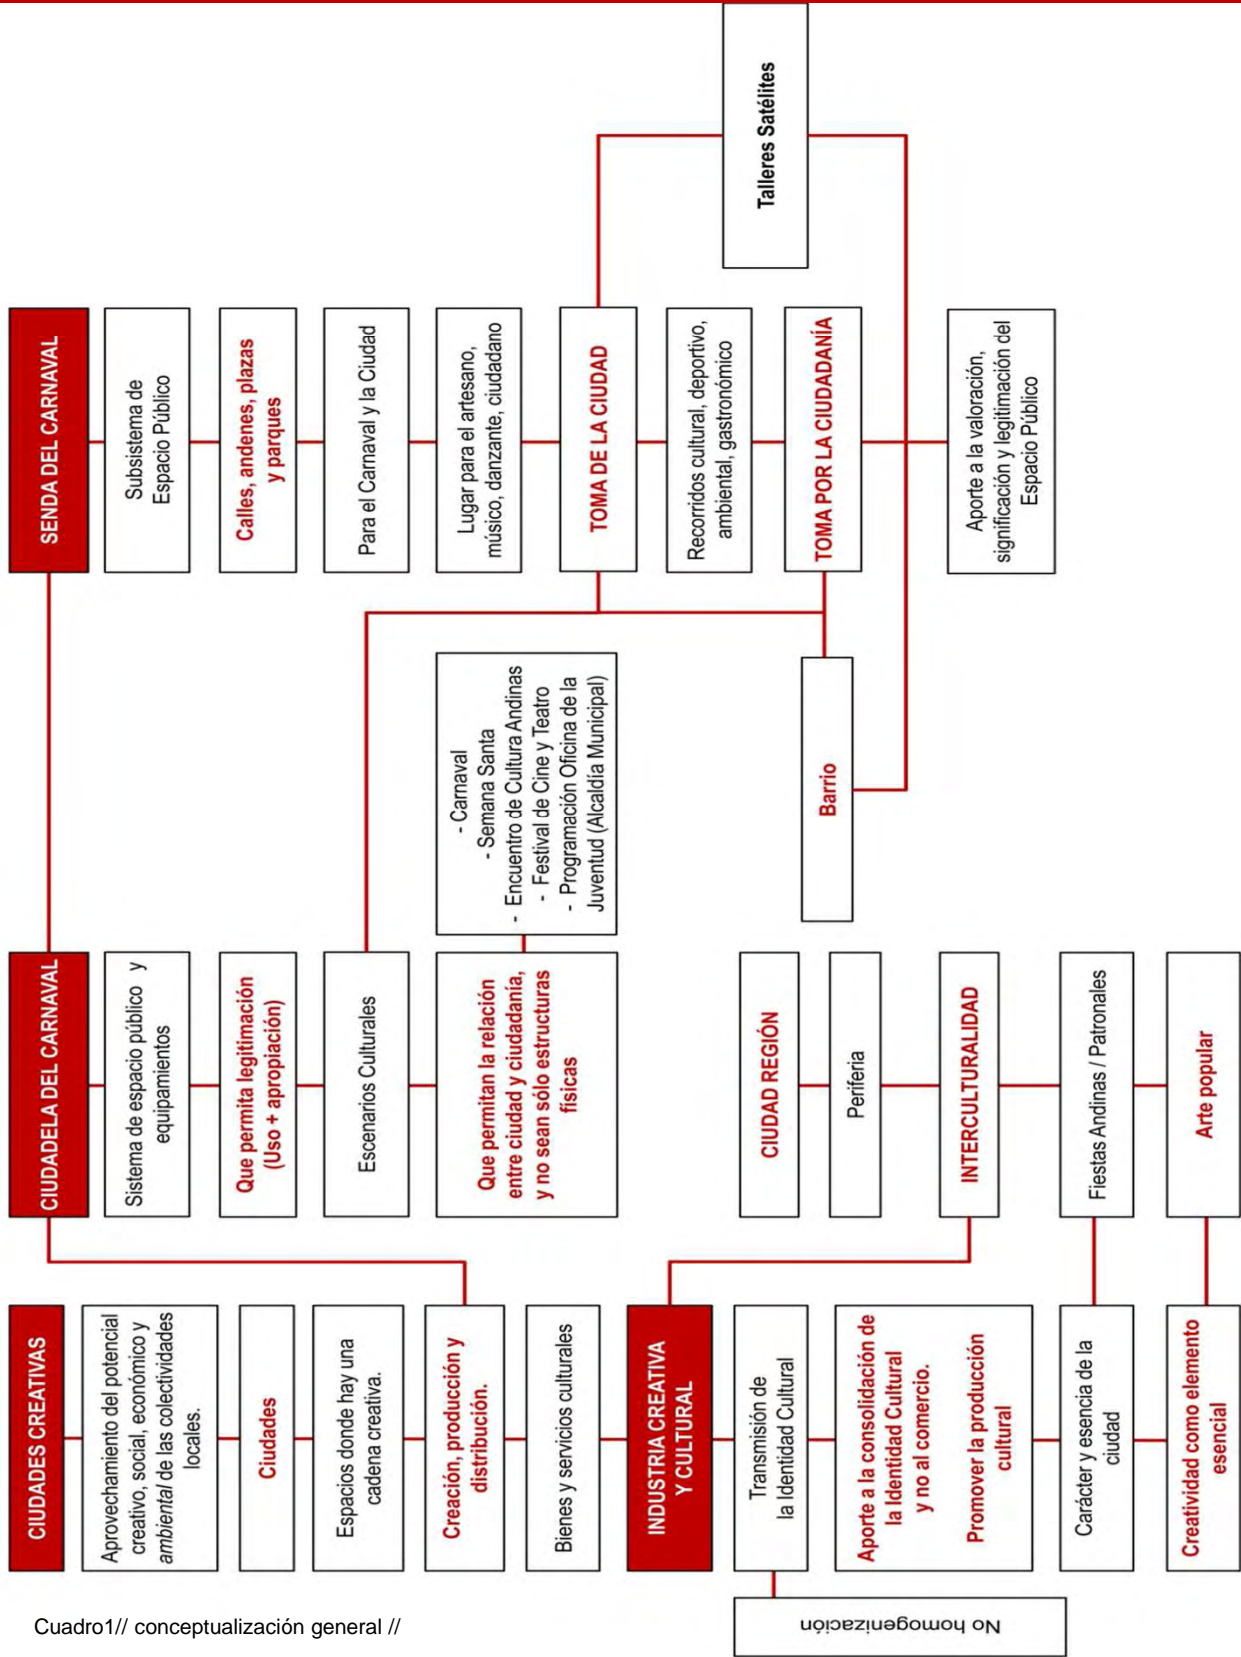 CIUDADES CREATIVAS
Aprovechamiento del potencial
creativo, social, económico y
ambiental de las colectividades
locales.
Ciudades
Espacios donde hay una
cadena creativa.
Creación, producción y
distribución.
Bienes y servicios culturales
INDUSTRIA CREATIVA
Y CULTURAL
Transmisión de
la Identidad Cultural
No homogenización
Aporte a la consolidación de
la Identidad Cultural
y no al comercio.
Promover la producción
cultural
Carácter y esencia de la
ciudad
Creatividad como elemento
esencial
CIUDADELA DEL CARNAVAL
Sistema de espacio público y
equipamientos
Que permita legitimación
(Uso + apropiación)
Escenarios Culturales
Que permitan la relación
entre ciudad y ciudadanía,
y no sean sólo estructuras
físicas
- Carnaval
- Semana Santa
- Encuentro de Cultura Andinas
- Festival de Cine y Teatro
- Programación Oficina de la
Juventud (Alcaldía Municipal)
CIUDAD REGIÓN
Periferia
INTERCULTURALIDAD
Fiestas Andinas / Patronales
Arte popular
SENDA DEL CARNAVAL
Subsistema de
Espacio Público
Calles, andenes, plazas
y parques
Para el Carnaval y la Ciudad
Lugar para el artesano,
músico, danzante, ciudadano
TOMA DE LA CIUDAD
Recorridos cultural, deportivo,
ambiental, gastronómico
TOMA POR LA CIUDADANÍA
Barrio
Aporte a la valoración,
significación y legitimación del
Espacio Público
Talleres Satélites
Cuadro1// conceptualización general //